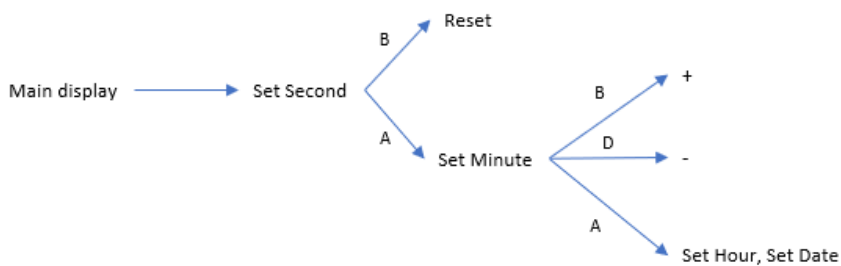 Reset
B
+
Main display
Set Second
B
A
D
Set Minute
-
A
Set Hour, Set Date